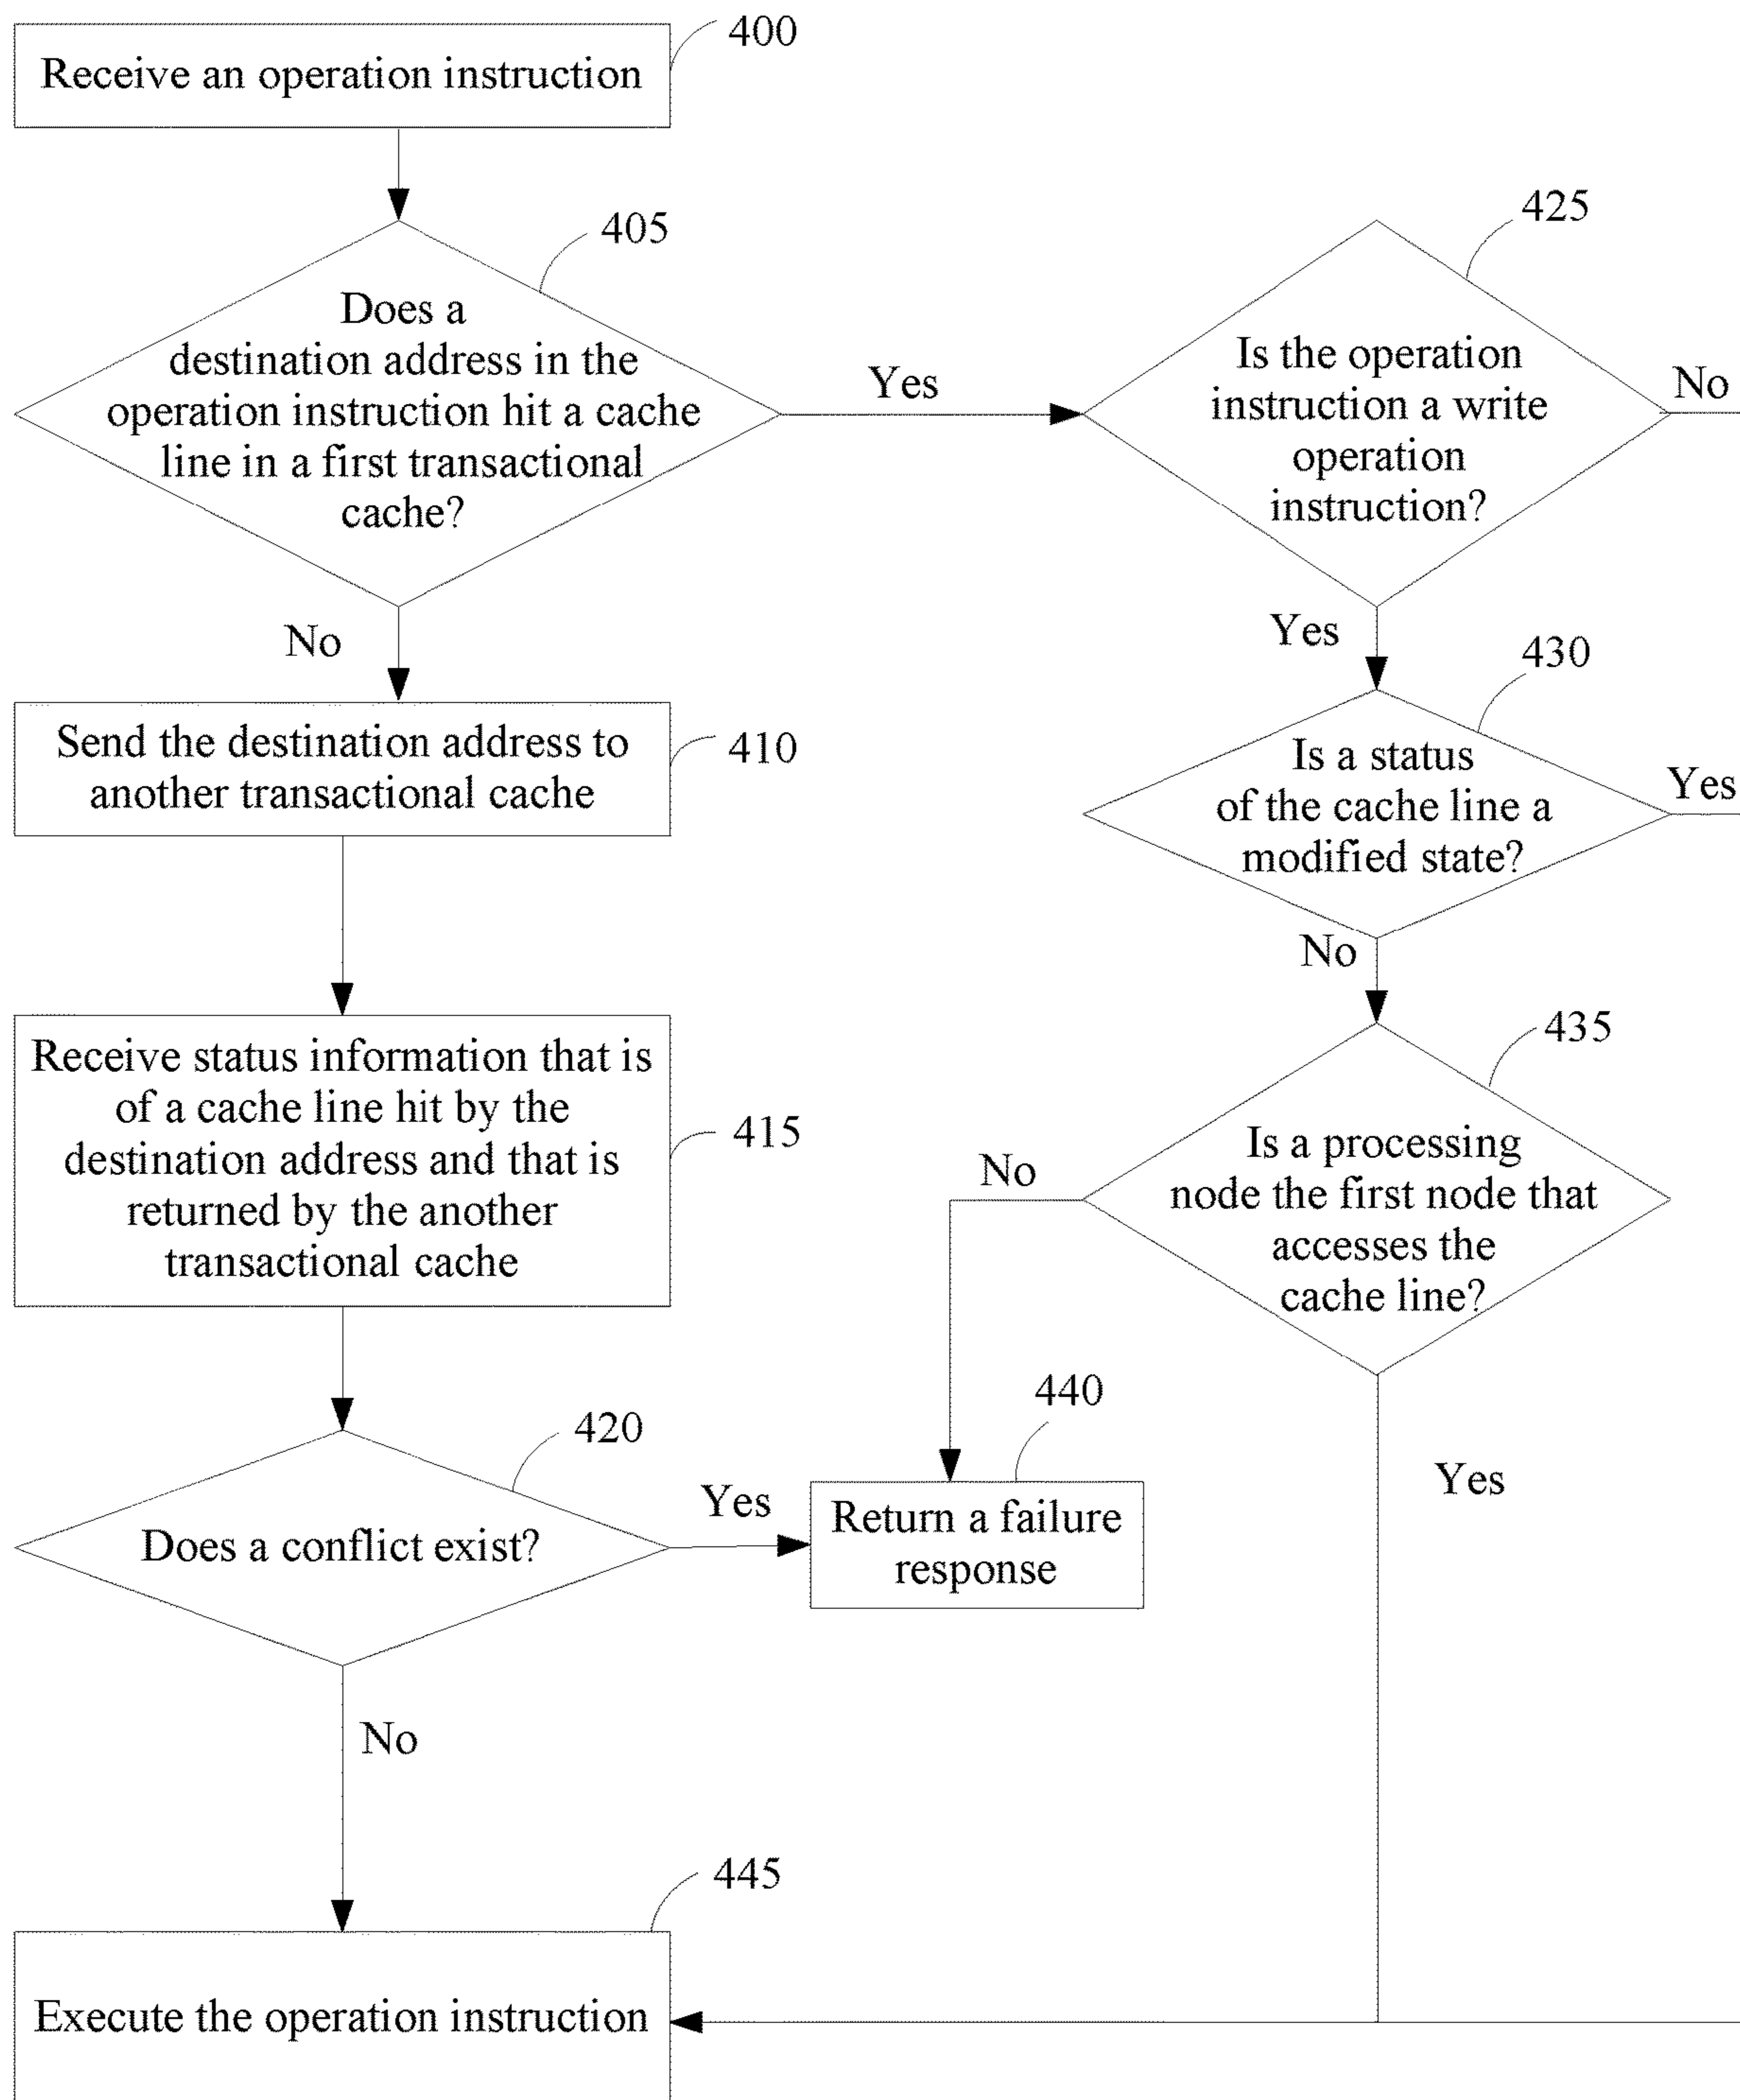 400
Receive an operation instruction
405
Does a
destination address in the
operation instruction hit a cache
line in a first transactional
cache?
Yes
No
425
Is the operation
instruction a write
operation
instruction?
No
Yes
410
Send the destination address to
another transactional cache
430
Is a status
of the cache line a
modified state?
Yes
No
415
Receive status information that is
of a cache line hit by the
destination address and that is
returned by the another
transactional cache
435
Is a processing
node the first node that
accesses the
cache line?
No
Yes
420
Does a conflict exist?
Yes
No
440
Return a failure
response
445
Execute the operation instruction